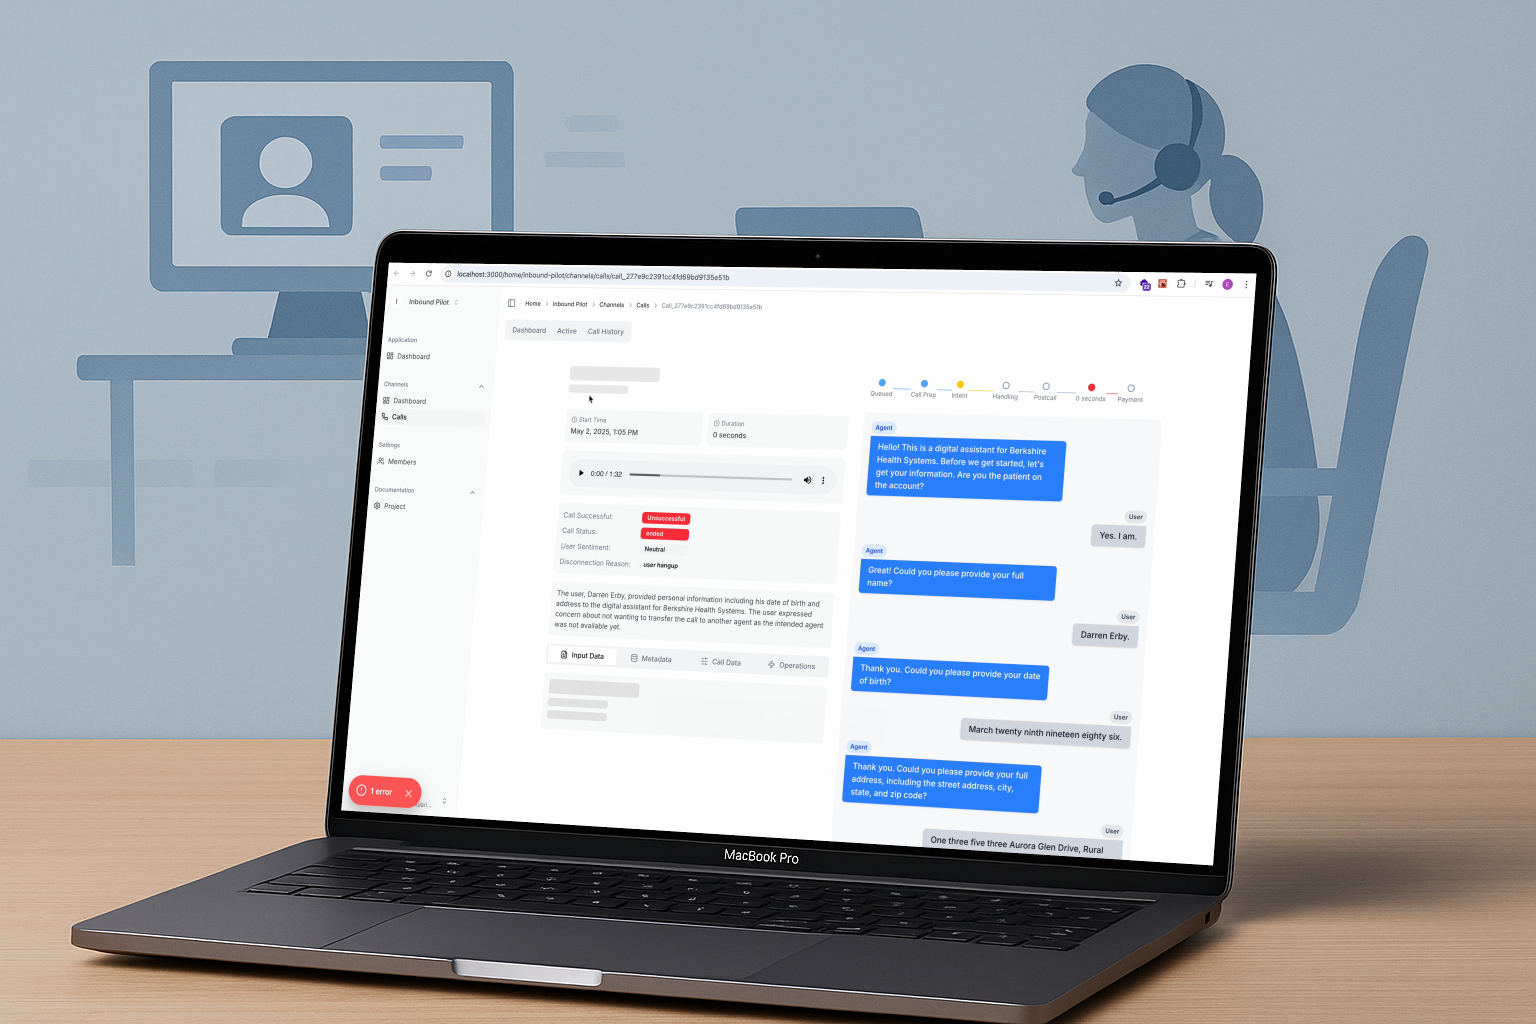 localhost:3000/home/inbound-pilot/channels/calls/call_277e9c2391cc4fd69bd9135e51b
E
I
Inbound Pilot
Home > Inbound Pilot > Channels > Calls > Call_277e9c2391cc4fd69bd9135e51b
Application
Dashboard
Channels
Dashboard
Calls
Settings
Members
Documentation
Project
1 error
Dashboard Active Call History
Start Time
May 2, 2025, 1:05 PM
Duration
0 seconds
0:00 / 1:32
Call Successful: Unsuccessful
Call Status: ended
User Sentiment: Neutral
Disconnection Reason: user hangup
The user, Darren Erby, provided personal information including his date of birth and
address to the digital assistant for Berkshire Health Systems. The user expressed
concern about not wanting to transfer the call to another agent as the intended agent
was not available yet.
Input Data Metadata Call Data Operations
Queued Call Prep Intent Handling Postcall 0 seconds Payment
Agent
Hello! This is a digital assistant for Berkshire
Health Systems. Before we get started, let's
get your information. Are you the patient on
the account?
User
Yes. I am.
Agent
Great! Could you please provide your full
name?
User
Darren Erby.
Agent
Thank you. Could you please provide your date
of birth?
User
March twenty ninth nineteen eighty six.
Agent
Thank you. Could you please provide your full
address, including the street address, city,
state, and zip code?
User
One three five three Aurora Glen Drive, Rural
MacBook Pro